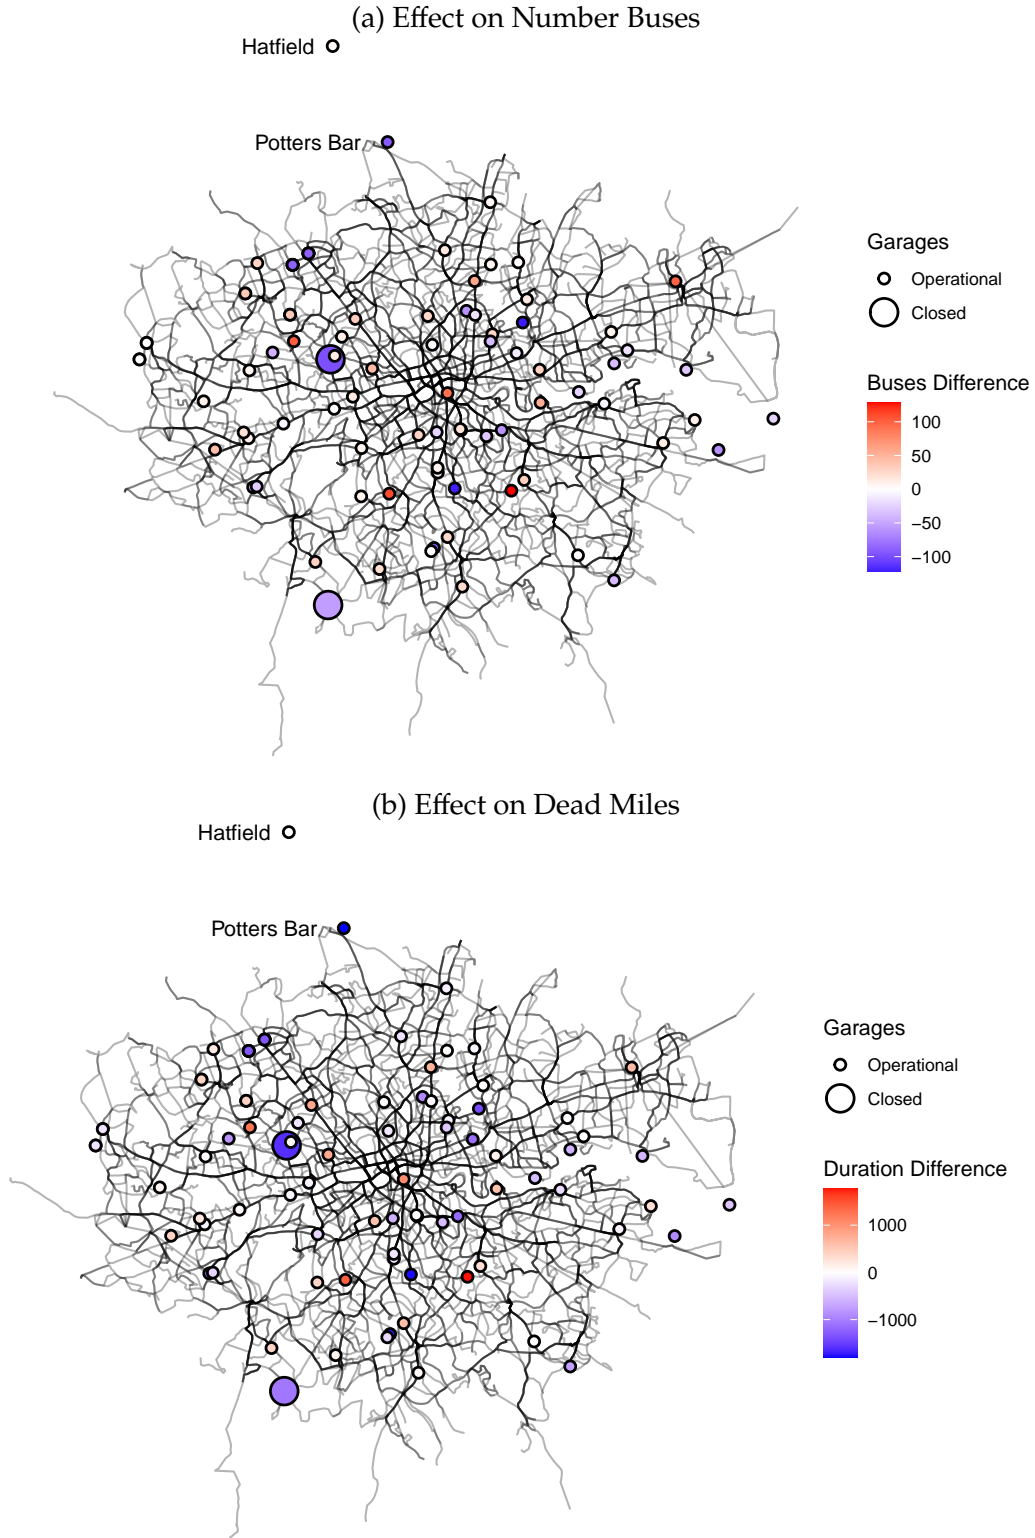 (a) Effect on Number Buses
Hatfield
Potters Bar
Garages
Operational
Closed
Buses Difference
100
50
0
−50
−100
(b) Effect on Dead Miles
Hatfield
Potters Bar
Garages
Operational
Closed
Duration Difference
1000
0
−1000